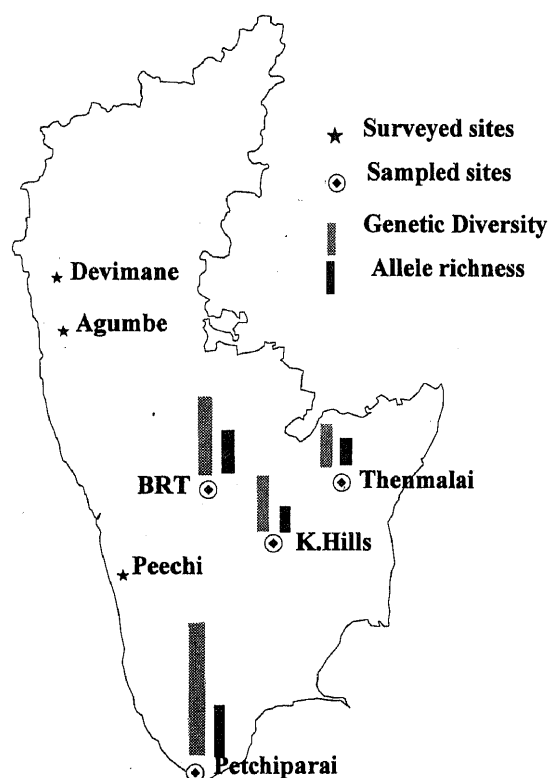 Surveyed sites
Sampled sites
Genetic Diversity
Allele richness
Devimane
Agumbe
BRT
Thenmalai
K.Hills
Peechi
Petchiparai